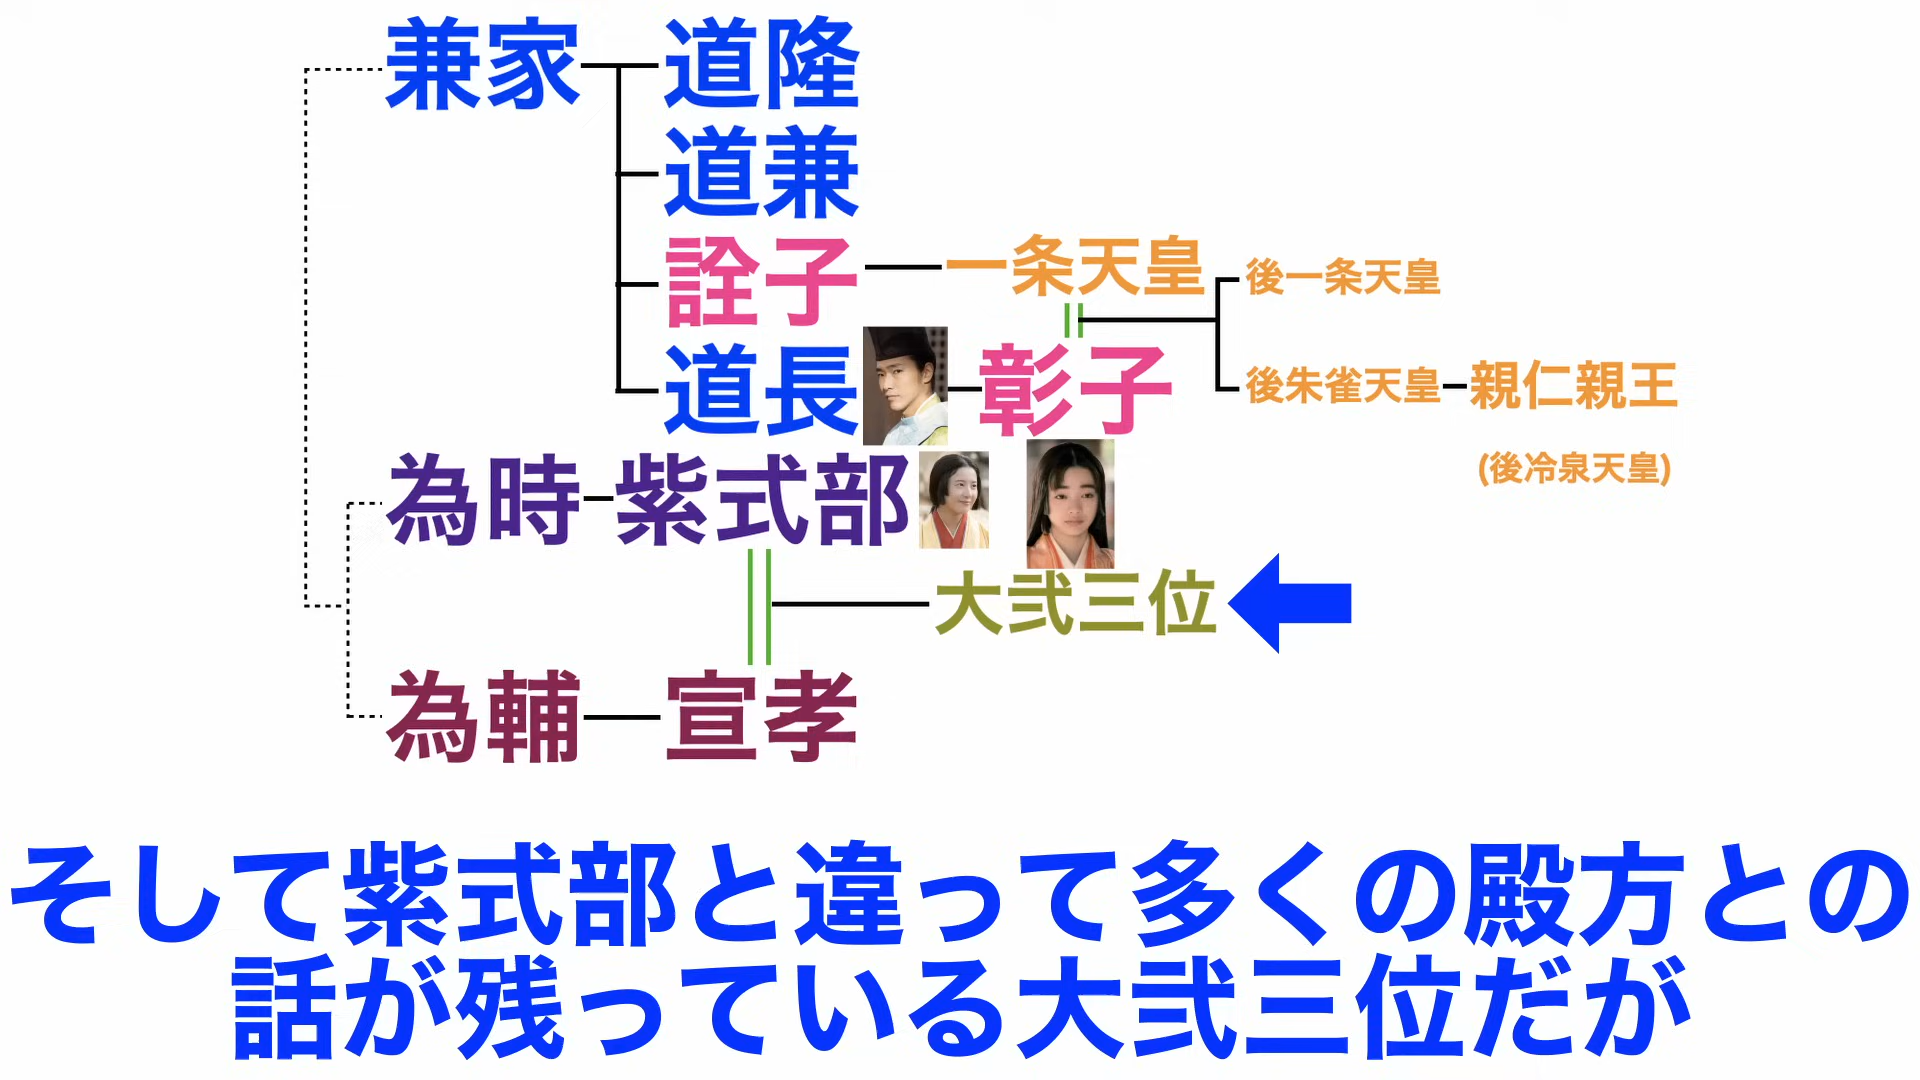 兼家
道隆
道兼
詮子
一条天皇
後一条天皇
道長
彰子
後朱雀天皇
親仁親王
(後冷泉天皇)
為時
紫式部
大弐三位
為輔
宣孝
そして紫式部と違って多くの殿方との
話が残っている大弐三位だが